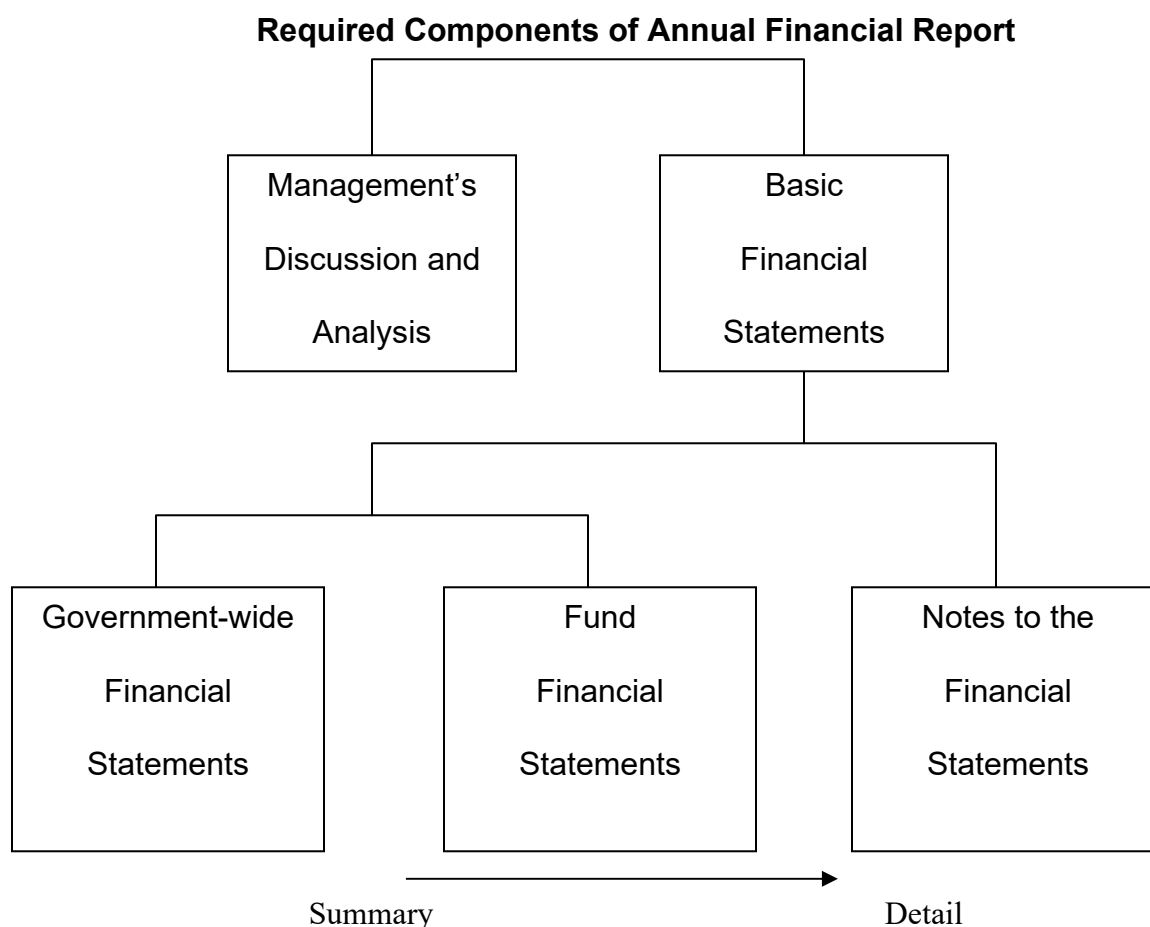 Required Components of Annual Financial Report
Management’s
Discussion and
Analysis
Basic
Financial
Statements
Government-wide
Financial
Statements
Fund
Financial
Statements
Notes to the
Financial
Statements
Summary
Detail